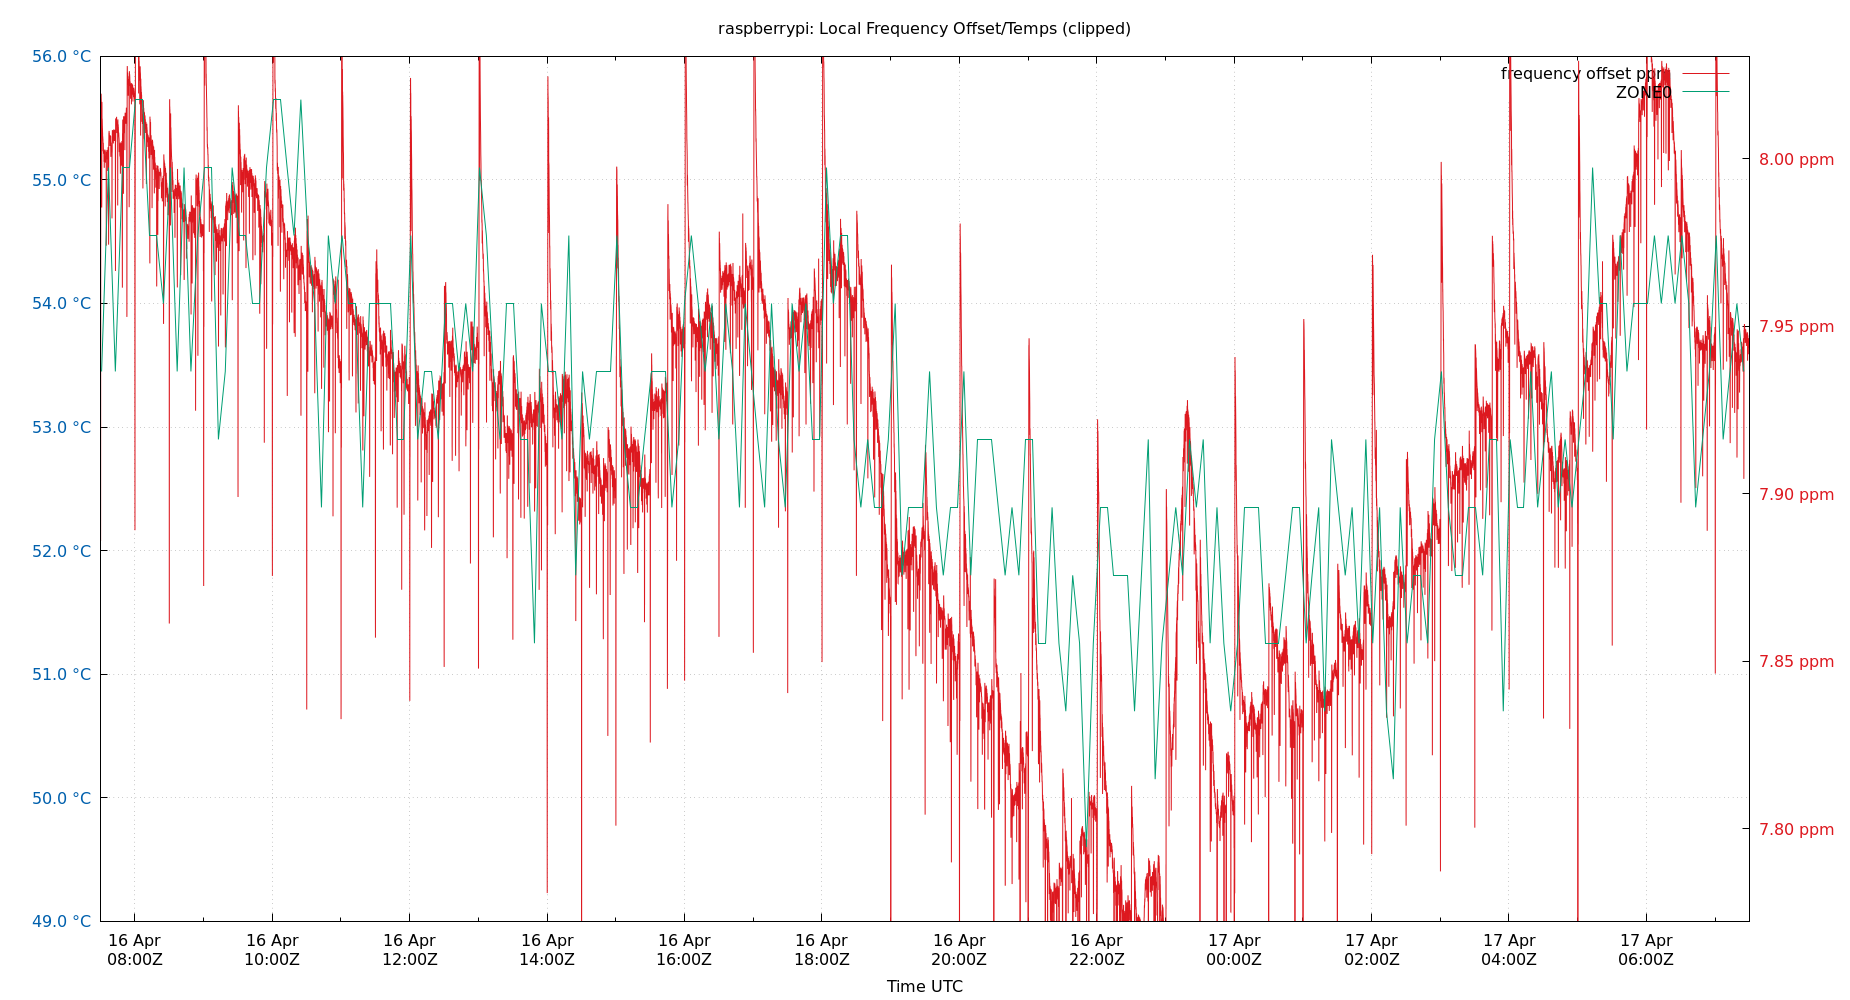 raspberrypi: Local Frequency Offset/Temps (clipped)
56.0 °C
55.0 °C
54.0 °C
53.0 °C
52.0 °C
51.0 °C
50.0 °C
49.0 °C
frequency offset ppm
ZONE0
8.00 ppm
7.95 ppm
7.90 ppm
7.85 ppm
7.80 ppm
16 Apr 16 Apr 16 Apr 16 Apr 16 Apr 16 Apr 16 Apr 16 Apr 17 Apr 17 Apr 17 Apr 17 Apr
08:00Z 10:00Z 12:00Z 14:00Z 16:00Z 18:00Z 20:00Z 22:00Z 00:00Z 02:00Z 04:00Z 06:00Z
Time UTC